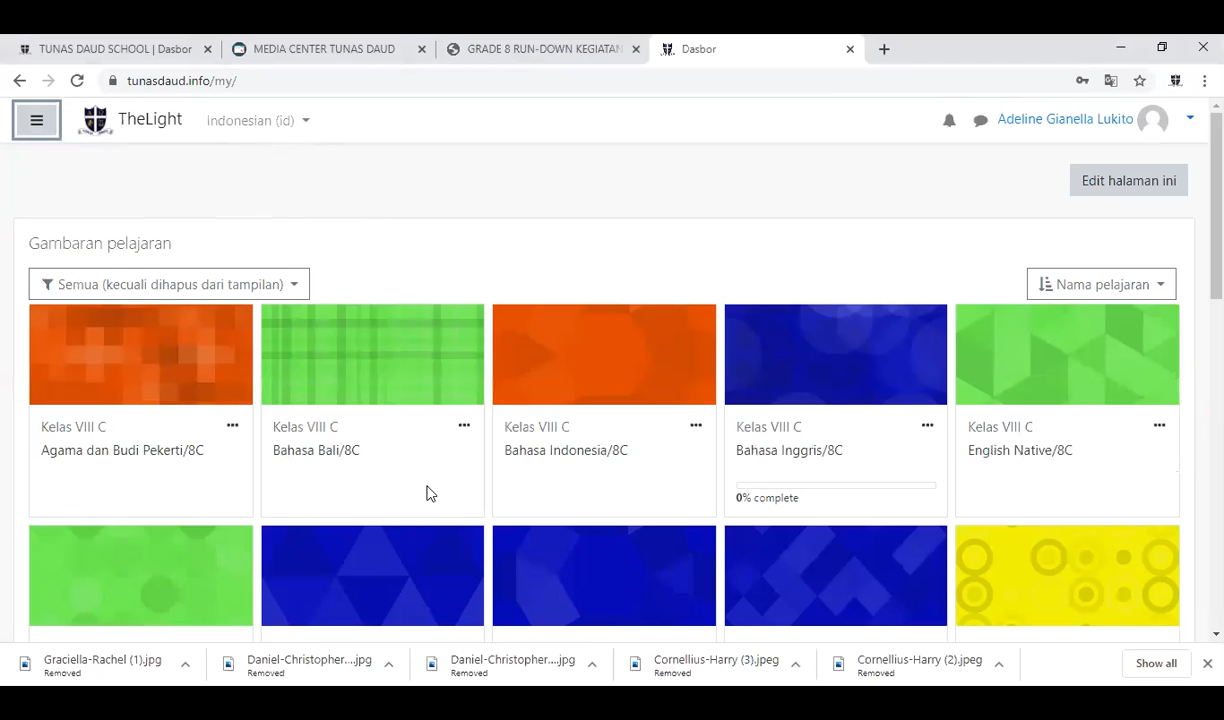 TUNAS DAUD SCHOOL | Dasbor
MEDIA CENTER TUNAS DAUD
GRADE 8 RUN-DOWN KEGIATAN
Dasbor
tunasdaud.info/my/
TheLight
Indonesian (id)
Adeline Gianella Lukito
Edit halaman ini
Gambaran pelajaran
Semua (kecuali dihapus dari tampilan)
Nama pelajaran
Kelas VIII C
Agama dan Budi Pekerti/8C
Kelas VIII C
Bahasa Bali/8C
Kelas VIII C
Bahasa Indonesia/8C
Kelas VIII C
Bahasa Inggris/8C
0% complete
Kelas VIII C
English Native/8C
Graciella-Rachel (1).jpg
Removed
Daniel-Christopher....jpg
Removed
Daniel-Christopher....jpg
Removed
Cornellius-Harry (3).jpeg
Removed
Cornellius-Harry (2).jpeg
Removed
Show all